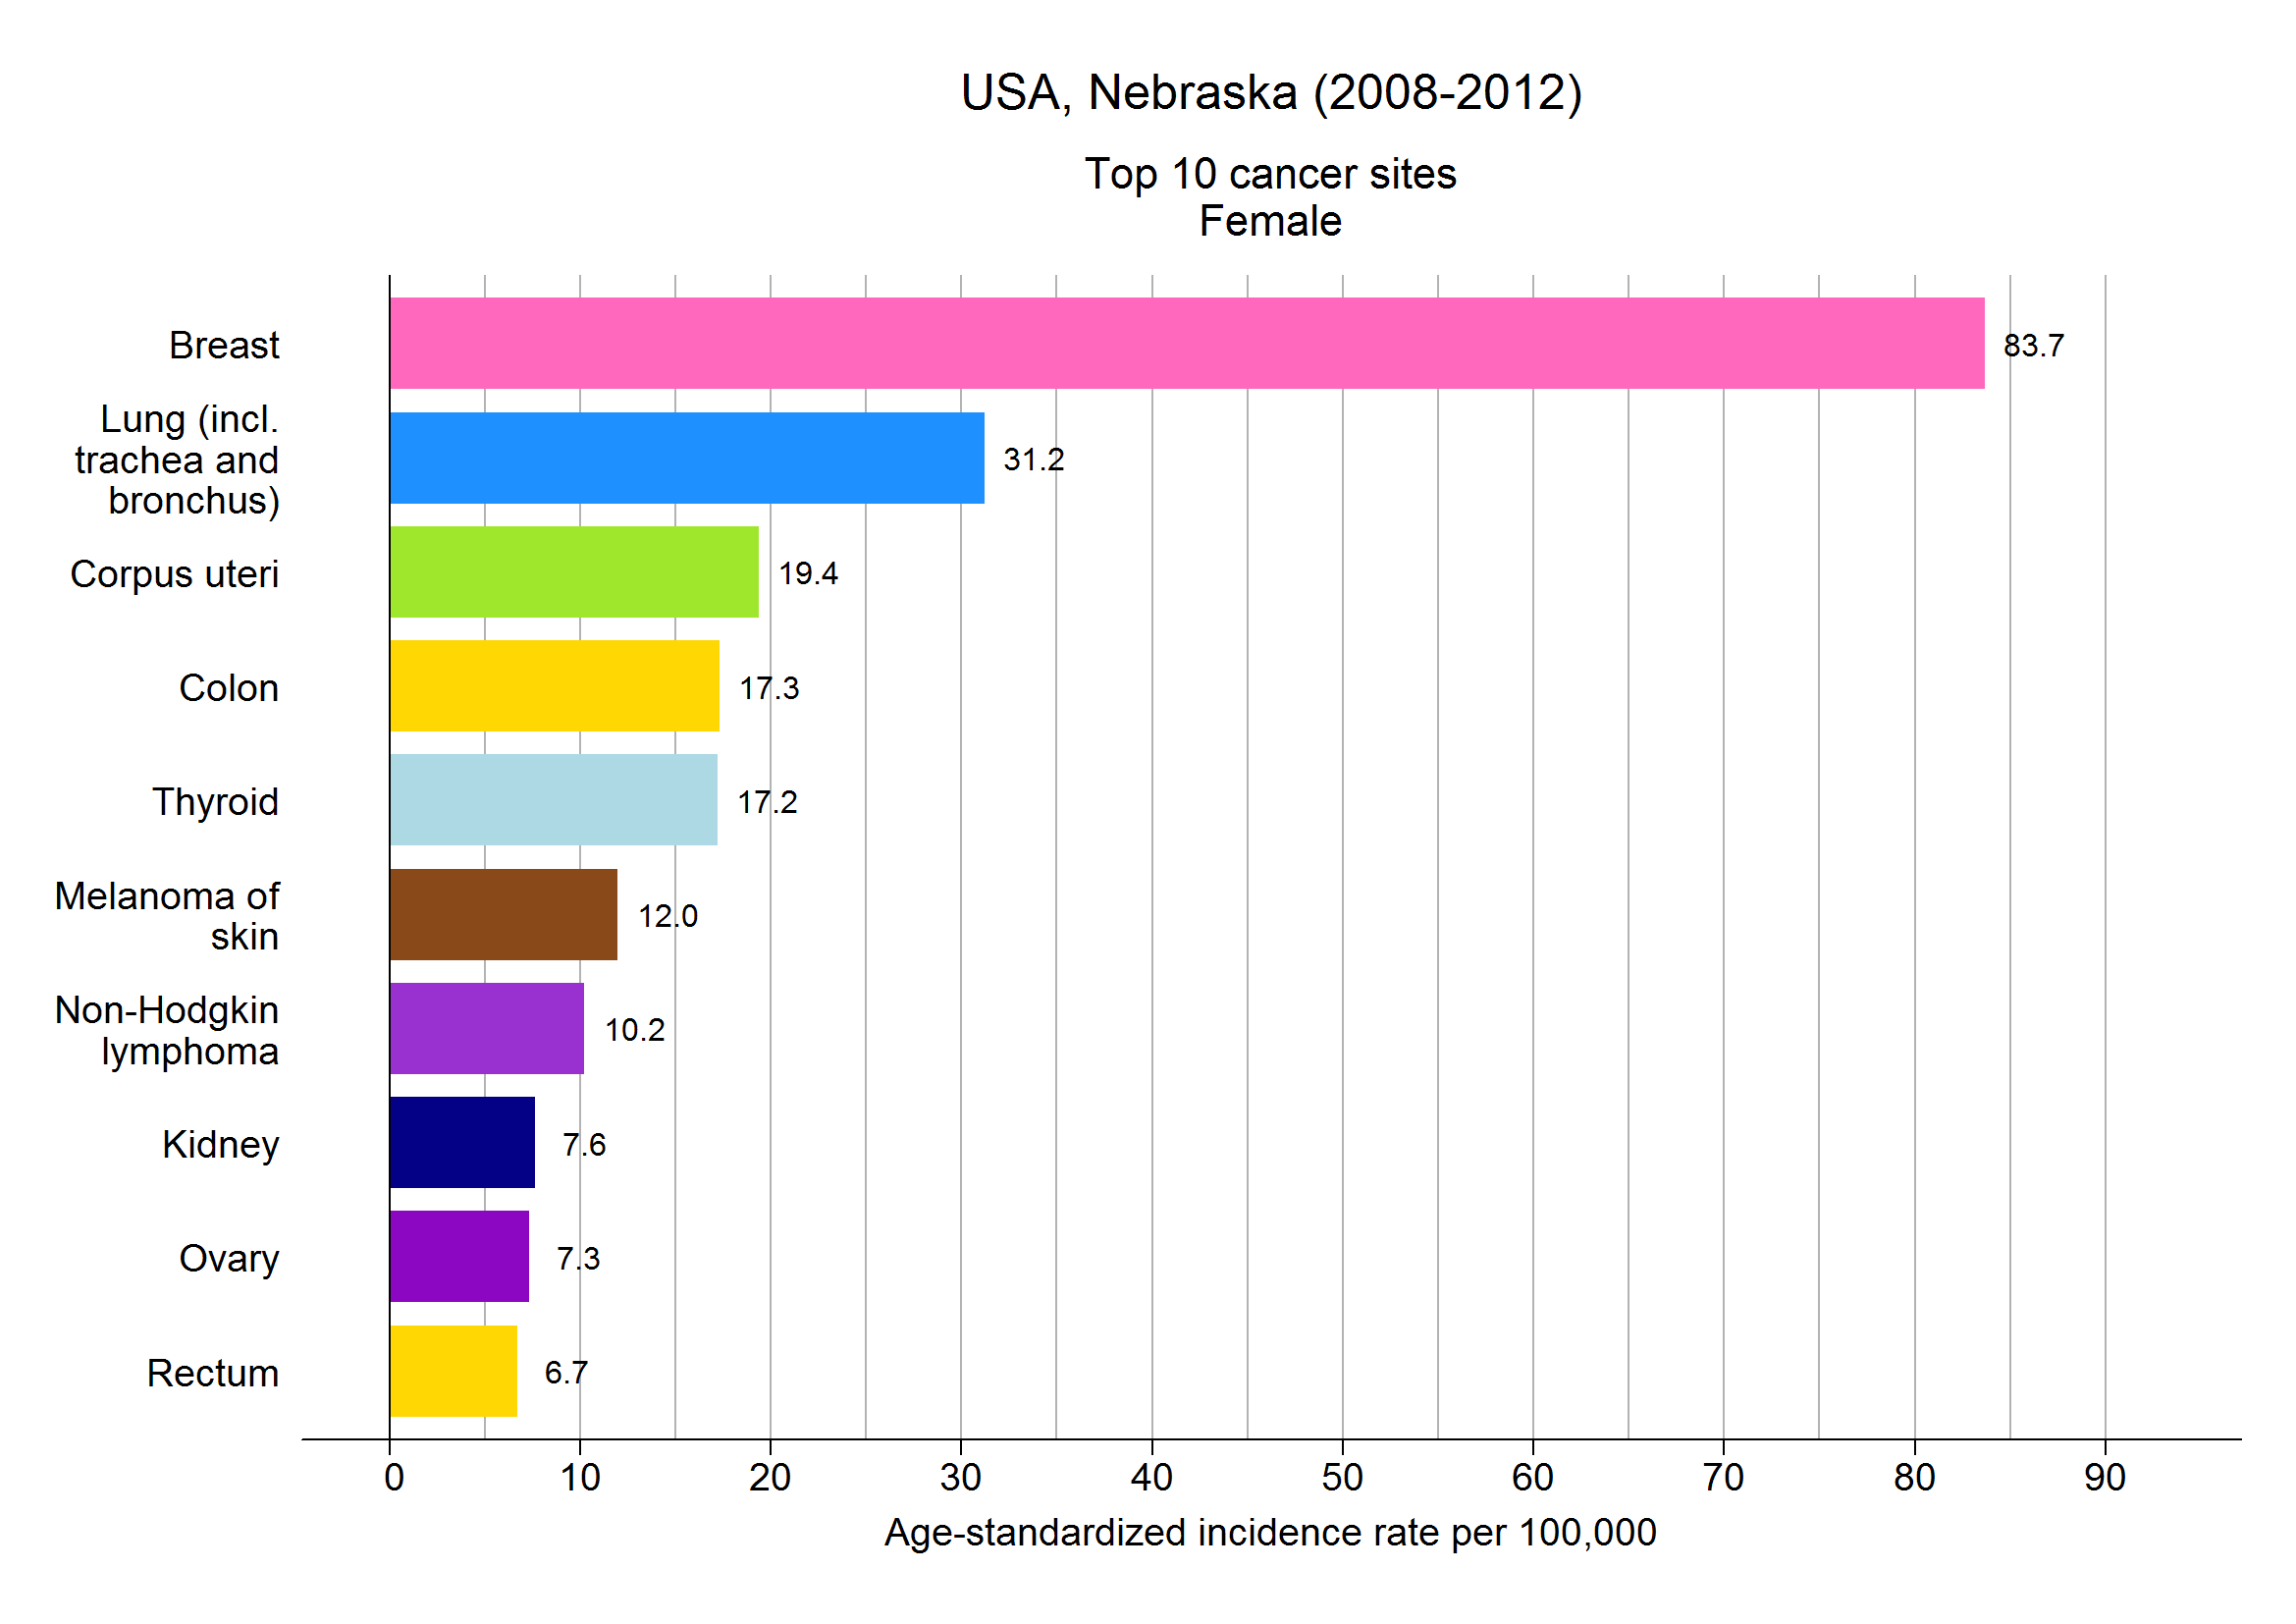 USA, Nebraska (2008-2012)
Top 10 cancer sites
Female
Breast
83.7
Lung (incl.
trachea and
bronchus)
31.2
Corpus uteri
19.4
Colon
17.3
Thyroid
17.2
Melanoma of
skin
12.0
Non-Hodgkin
lymphoma
10.2
Kidney
7.6
Ovary
7.3
Rectum
6.7
0 10 20 30 40 50 60 70 80 90
Age-standardized incidence rate per 100,000